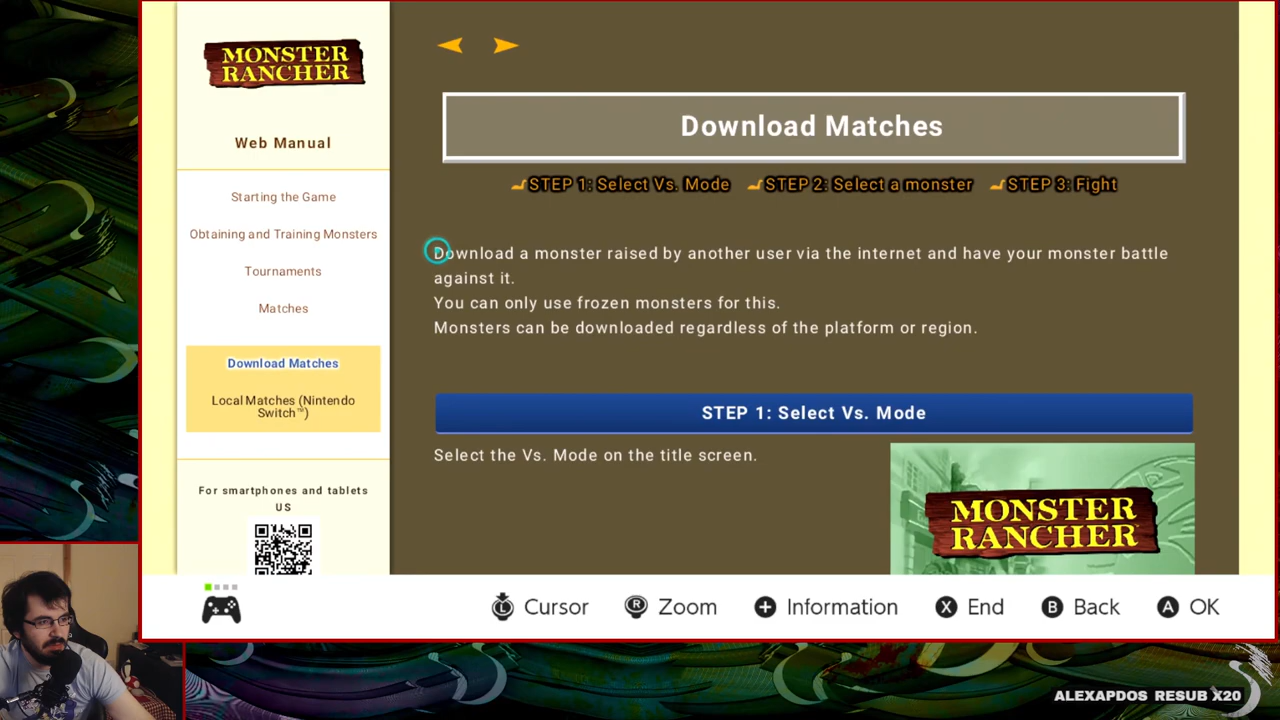 MONSTER
RANCHER
Web Manual
Starting the Game
Obtaining and Training Monsters
Tournaments
Matches
Download Matches
Local Matches (Nintendo
Switch™)
For smartphones and tablets
US
Download Matches
STEP 1: Select Vs. Mode STEP 2: Select a monster STEP 3: Fight
Download a monster raised by another user via the internet and have your monster battle
against it.
You can only use frozen monsters for this.
Monsters can be downloaded regardless of the platform or region.
STEP 1: Select Vs. Mode
Select the Vs. Mode on the title screen.
MONSTER
RANCHER
L Cursor R Zoom + Information X End B Back A OK
ALEXAPDOS RESUB X20